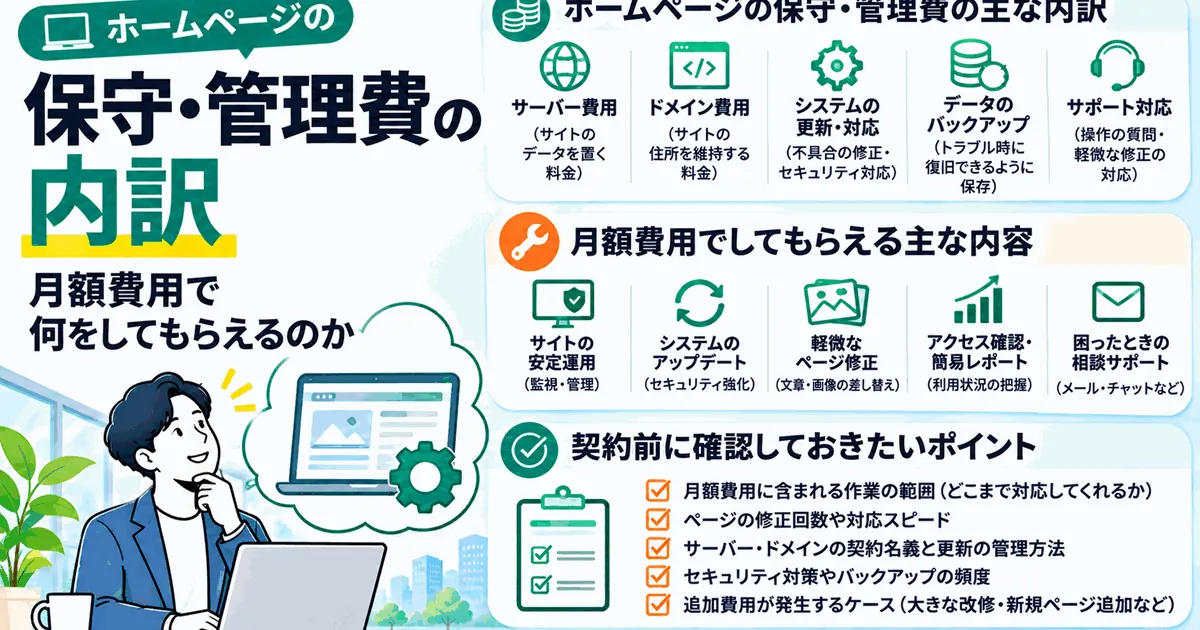 ホームページの
保守・管理費の
内訳
月額費用で
何をしてもらえるのか
ホームページの保守・管理費の主な内訳
サーバー費用
（サイトの
データを置く
料金）
ドメイン費用
（サイトの
住所を維持する
料金）
システムの
更新・対応
（不具合の修正・
セキュリティ対応）
データの
バックアップ
（トラブル時に
復旧できるように
保存）
サポート対応
（操作の質問・
軽微な修正の
対応）
月額費用でしてもらえる主な内容
サイトの
安定運用
（監視・管理）
システムの
アップデート
（セキュリティ強化）
軽微な
ページ修正
（文章・画像の差し替え）
アクセス確認・
簡易レポート
（利用状況の把握）
困ったときの
相談サポート
（メール・チャットなど）
契約前に確認しておきたいポイント
月額費用に含まれる作業の範囲（どこまで対応してくれるか）
ページの修正回数や対応スピード
サーバー・ドメインの契約名義と更新の管理方法
セキュリティ対策やバックアップの頻度
追加費用が発生するケース（大きな改修・新規ページ追加など）